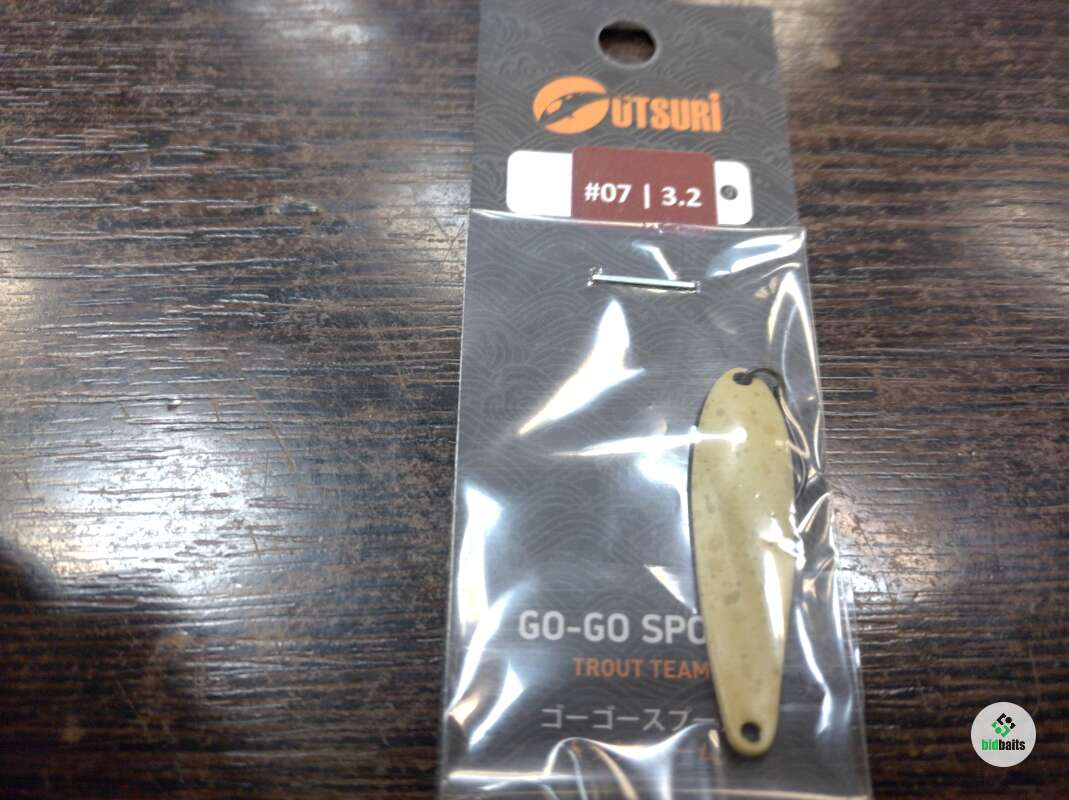 UTSURi
#07 | 3.2
GO-GO SPO
TROUT TEAM
ゴーゴースプー
bidbaits